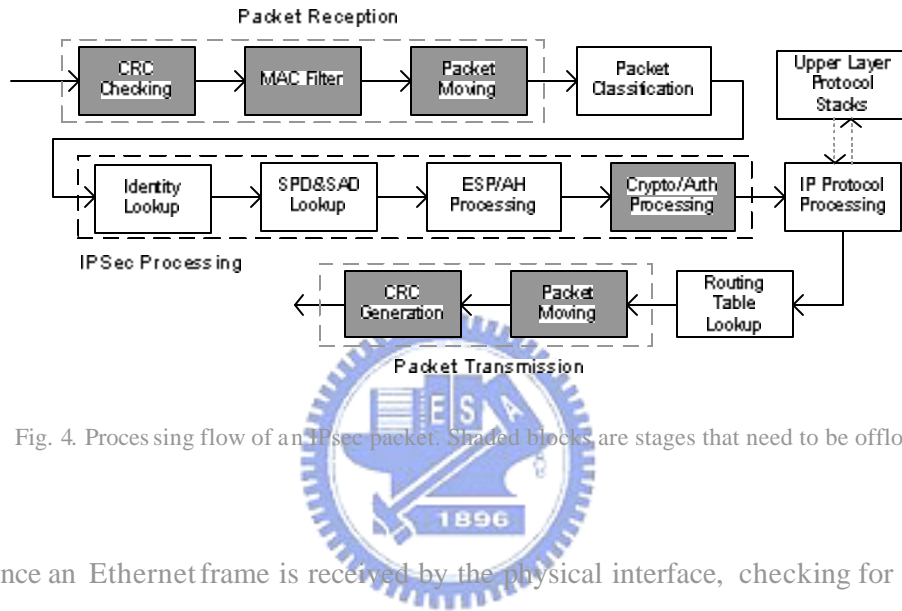 Packet Reception
CRC
Checking
MAC Filter
Packet
Moving
Packet
Classification
Upper Layer
Protocol
Stacks
Identity
Lookup
SPD&SAD
Lookup
ESP/AH
Processing
Crypto/Auth
Processing
IP Protocol
Processing
IPSec Processing
CRC
Generation
Packet
Moving
Routing
Table
Lookup
Packet Transmission
E S A
Fig. 4. Processing flow of an IPsec packet. Shaded blocks are stages that need to be offlo
1896
nce an Ethernet frame is received by the physical interface, checking for